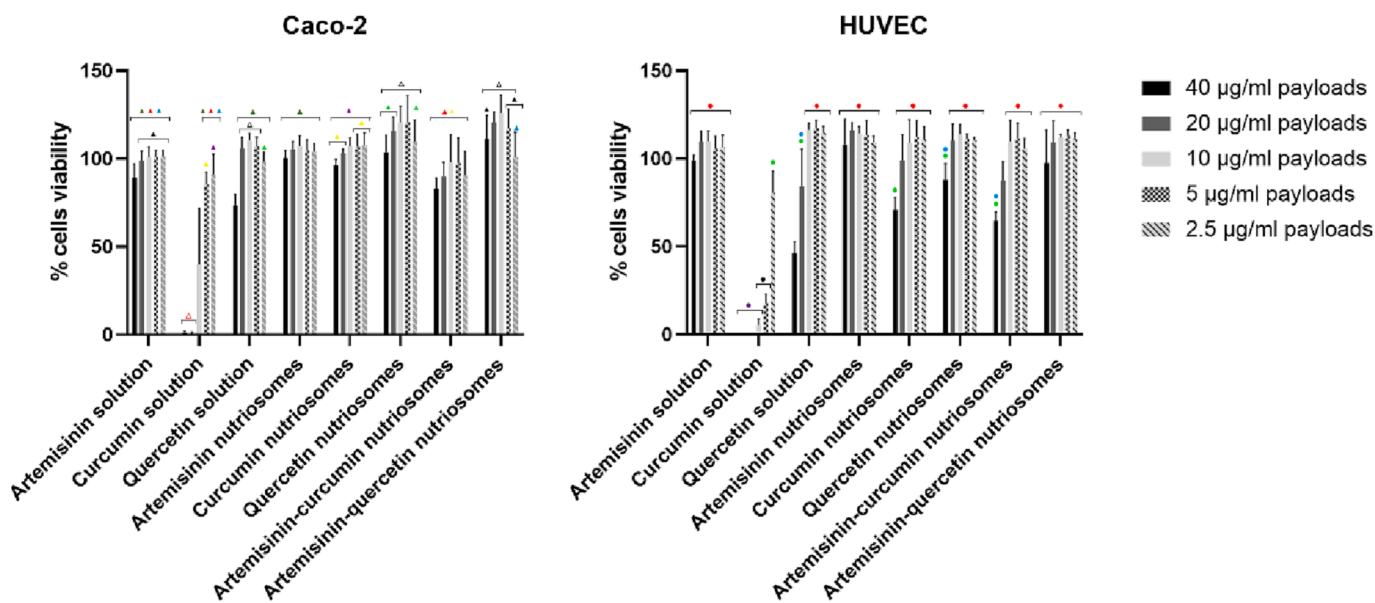 Caco-2
% cells viability
150
100
50
0
Artemisinin solution
Curcumin solution
Quercetin solution
Artemisinin nutriosomes
Curcumin nutriosomes
Quercetin nutriosomes
Artemisinin-curcumin nutriosomes
Artemisinin-quercetin nutriosomes
HUVEC
% cells viability
150
100
50
0
Artemisinin solution
Curcumin solution
Quercetin solution
Artemisinin nutriosomes
Curcumin nutriosomes
Quercetin nutriosomes
Artemisinin-curcumin nutriosomes
Artemisinin-quercetin nutriosomes
40 µg/ml payloads
20 µg/ml payloads
10 µg/ml payloads
5 µg/ml payloads
2.5 µg/ml payloads